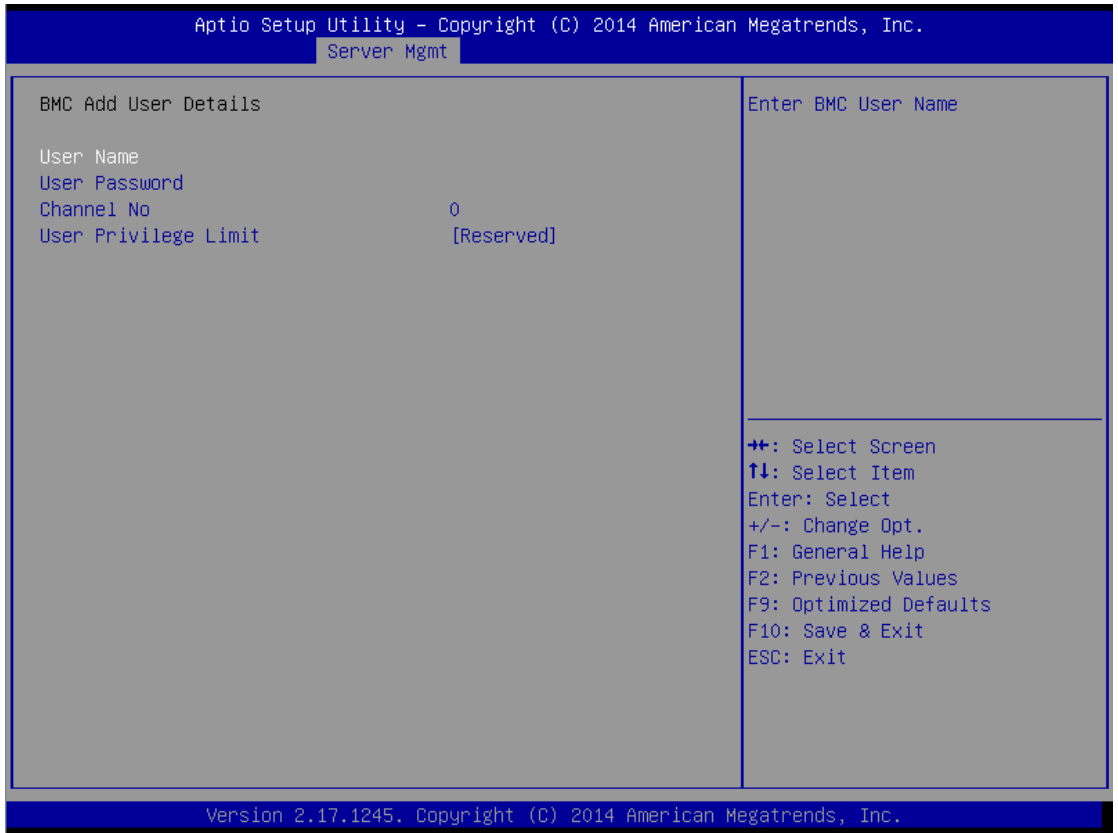 Aptio Setup Utility – Copyright (C) 2014 American Megatrends, Inc.
Server Mgmt
BMC Add User Details
User Name
User Password
Channel No 0
User Privilege Limit [Reserved]
Enter BMC User Name
→←: Select Screen
↑↓: Select Item
Enter: Select
+/-: Change Opt.
F1: General Help
F2: Previous Values
F9: Optimized Defaults
F10: Save & Exit
ESC: Exit
Version 2.17.1245. Copyright (C) 2014 American Megatrends, Inc.